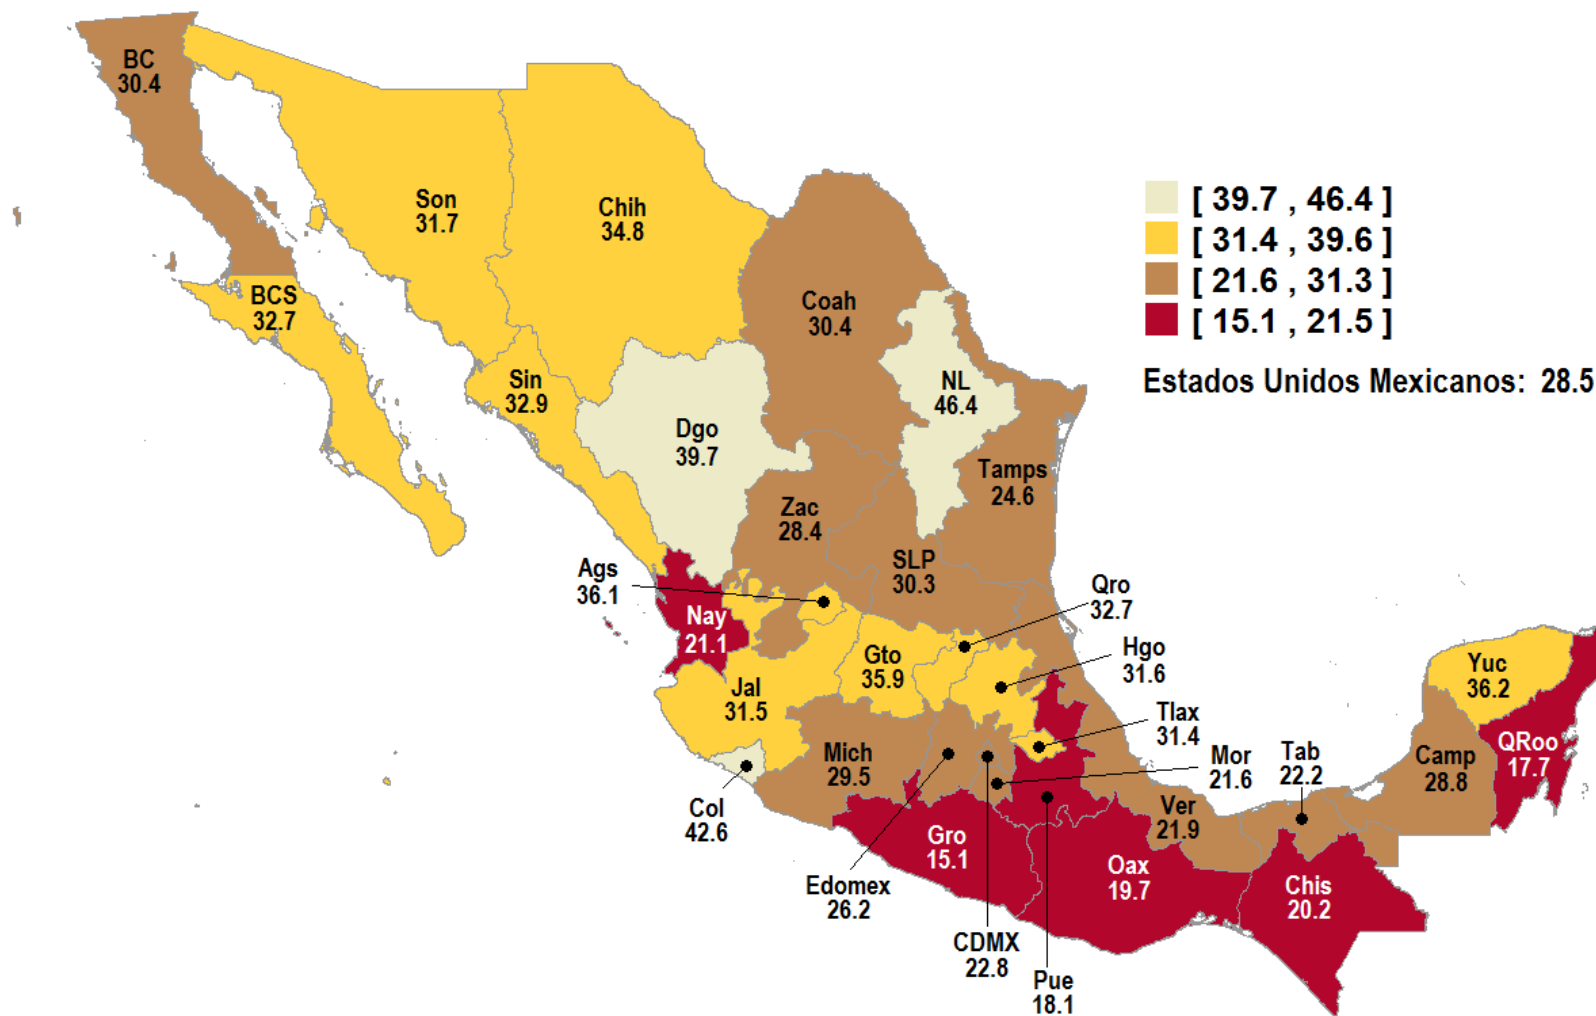 BC
30.4
Son
31.7
Chih
34.8
BCS
32.7
Coah
30.4
[ 39.7 , 46.4 ]
[ 31.4 , 39.6 ]
[ 21.6 , 31.3 ]
[ 15.1 , 21.5 ]
Estados Unidos Mexicanos: 28.5
Sin
32.9
NL
46.4
Dgo
39.7
Tamps
24.6
Zac
28.4
SLP
30.3
Ags
36.1
Qro
32.7
Nay
21.1
Hgo
31.6
Gto
35.9
Yuc
36.2
Jal
31.5
Tlax
31.4
QRoo
17.7
Mich
29.5
Mor
21.6
Tab
22.2
Camp
28.8
Col
42.6
Ver
21.9
Gro
15.1
Oax
19.7
Chis
20.2
Edomex
26.2
CDMX
22.8
Pue
18.1